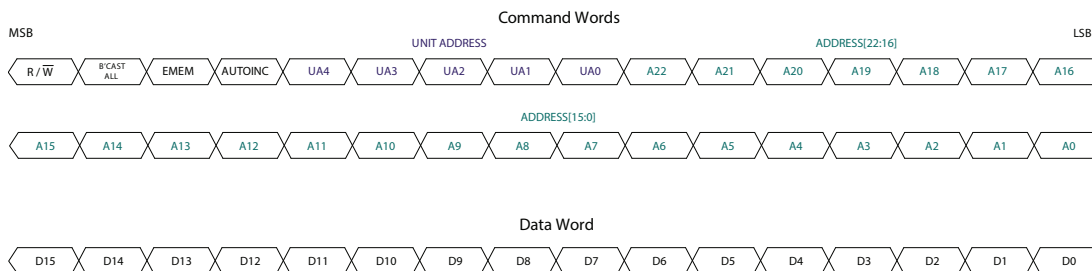 Command Words
MSB LSB
UNIT ADDRESS ADDRESS[22:16]
R / W̅ B'CAST ALL EMEM AUTOINC UA4 UA3 UA2 UA1 UA0 A22 A21 A20 A19 A18 A17 A16
ADDRESS[15:0]
A15 A14 A13 A12 A11 A10 A9 A8 A7 A6 A5 A4 A3 A2 A1 A0
Data Word
D15 D14 D13 D12 D11 D10 D9 D8 D7 D6 D5 D4 D3 D2 D1 D0